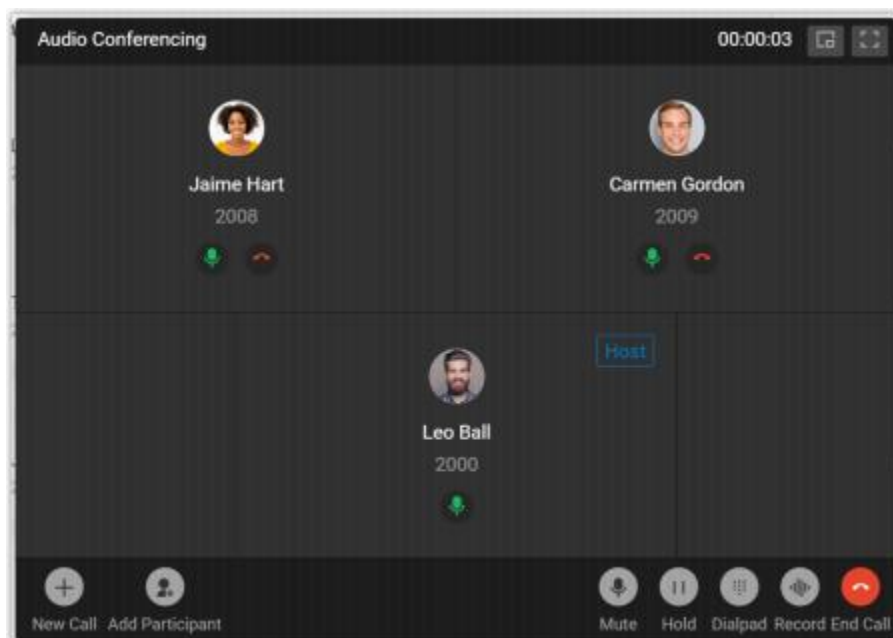 Audio Conferencing 00:00:03
Jaime Hart Carmen Gordon
2008 2009
Host
Leo Ball
2000
New Call Add Participant Mute Hold Dialpad Record End Call